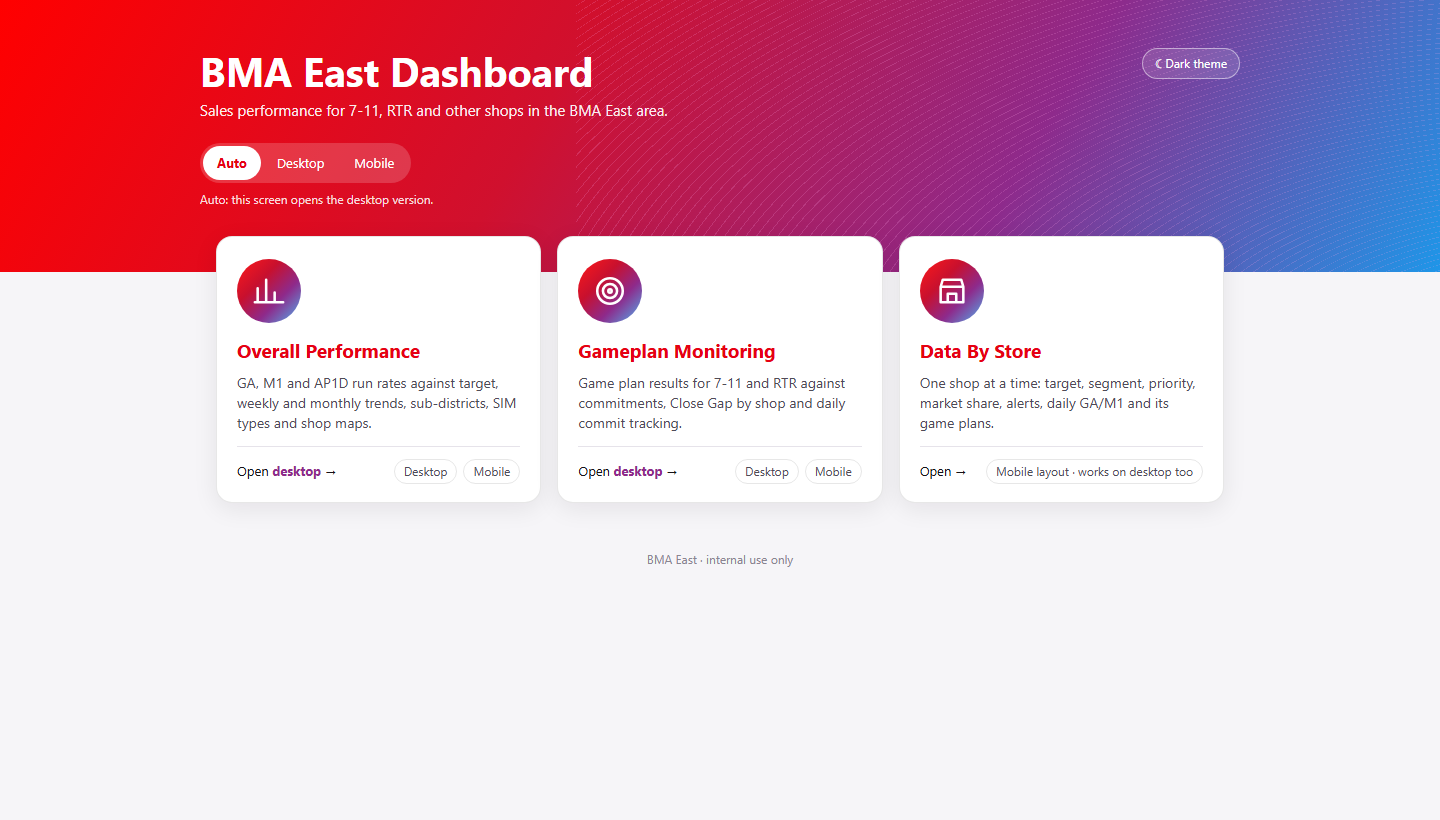 BMA East Dashboard
☾ Dark theme
Sales performance for 7-11, RTR and other shops in the BMA East area.
Auto Desktop Mobile
Auto: this screen opens the desktop version.
Overall Performance
GA, M1 and AP1D run rates against target,
weekly and monthly trends, sub-districts, SIM
types and shop maps.
Open desktop → Desktop Mobile
Gameplan Monitoring
Game plan results for 7-11 and RTR against
commitments, Close Gap by shop and daily
commit tracking.
Open desktop → Desktop Mobile
Data By Store
One shop at a time: target, segment, priority,
market share, alerts, daily GA/M1 and its
game plans.
Open → Mobile layout · works on desktop too
BMA East · internal use only